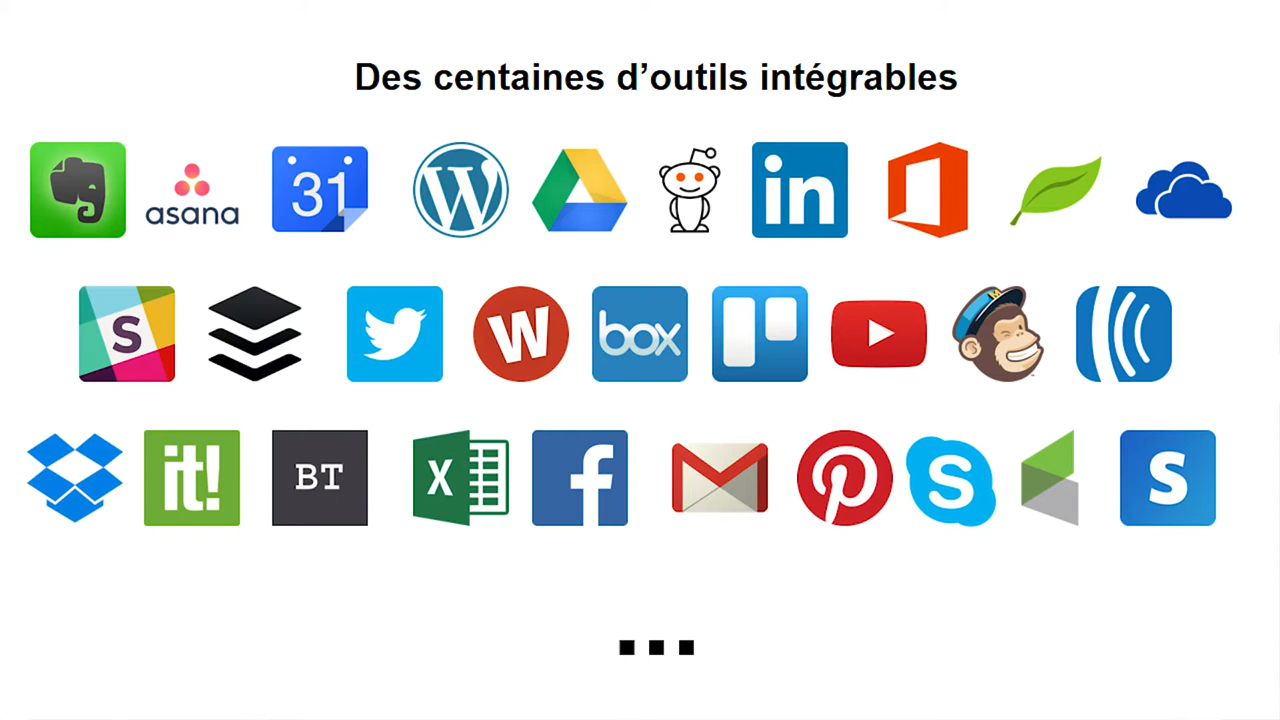 Des centaines d’outils intégrables
asana
31
W
in
S
W
box
it!
BT
X
f
M
P
S
S
...